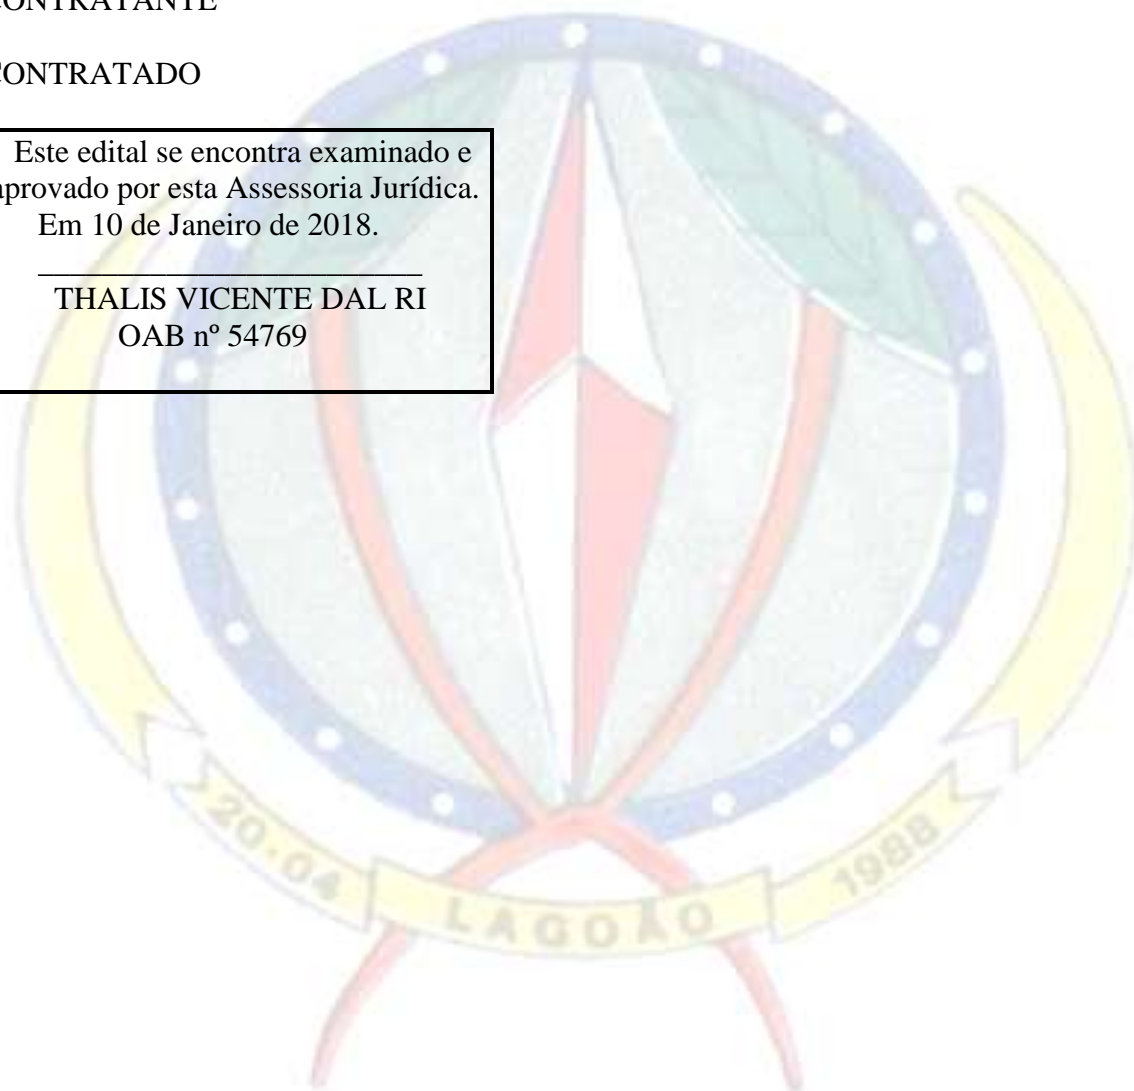 CONTRATANTE
CONTRATADO
Este edital se encontra examinado e
aprovado por esta Assessoria Jurídica.
Em 10 de Janeiro de 2018.
THALIS VICENTE DAL RI
OAB nº 54769
20.04 LAGOÃO 1988